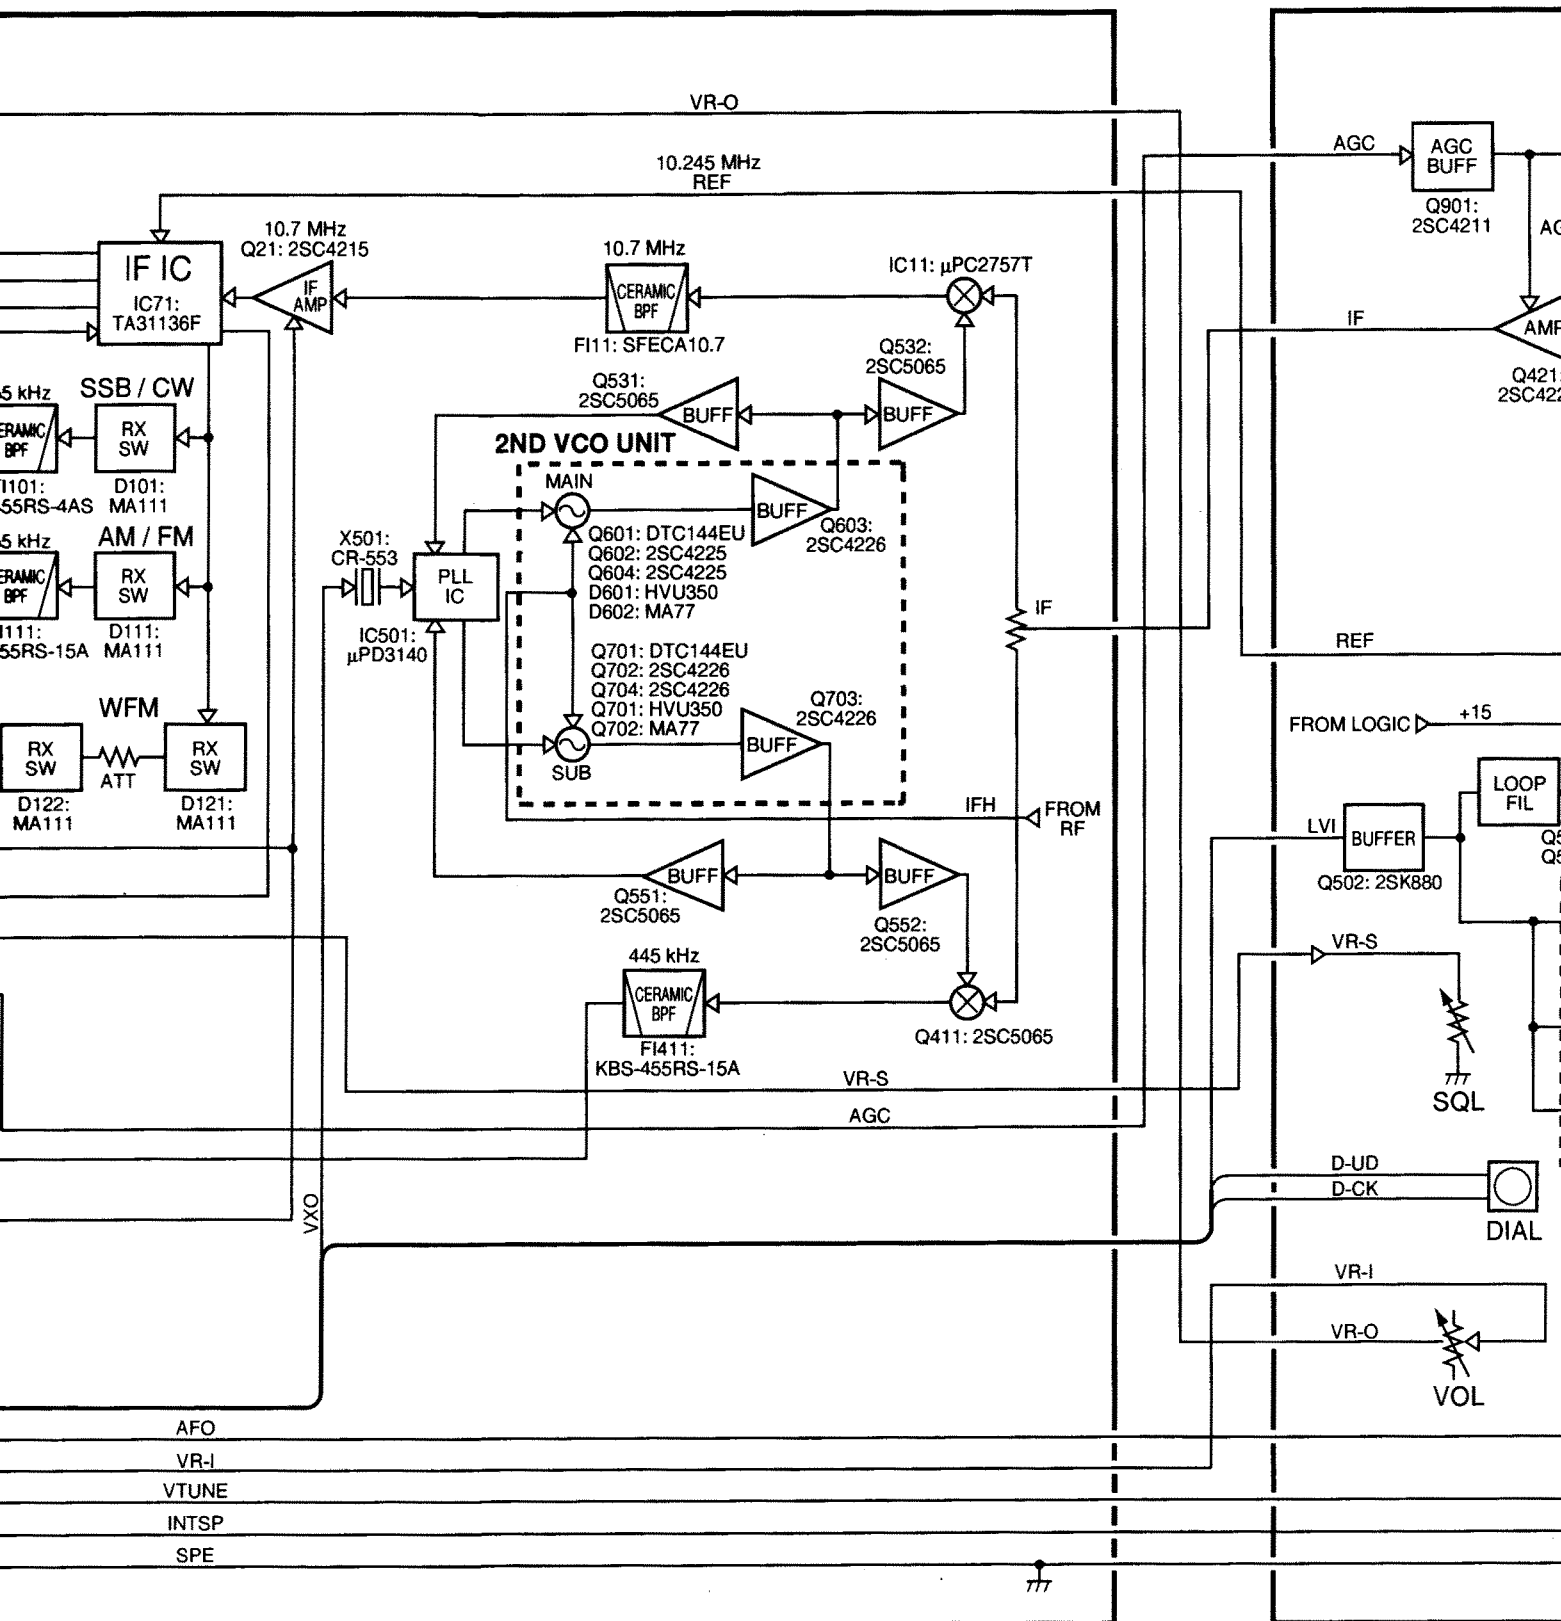 VR-O
10.245 MHz
REF
AGC
AGC
BUFF
Q901:
2SC4211
10.7 MHz
Q21: 2SC4215
IF IC
IC71:
TA31136F
IF
AMP
10.7 MHz
CERAMIC
BPF
FI11: SFECA10.7
IC11: µPC2757T
IF
AMP
Q421:
Q532:
2SC5065
BUFF
Q531:
2SC5065
BUFF
SSB / CW
RX
SW
D101:
MA111
BPF
55RS-4AS
2ND VCO UNIT
MAIN
BUFF
Q603:
2SC4226
Q601: DTC144EU
Q602: 2SC4225
Q604: 2SC4225
D601: HVU350
D602: MA77
AM / FM
RX
SW
D111:
MA111
BPF
55RS-15A
X501:
CR-553
PLL
IC
IC501:
µPD3140
IF
REF
Q701: DTC144EU
Q702: 2SC4226
Q704: 2SC4226
Q701: HVU350
Q702: MA77
Q703:
2SC4226
BUFF
SUB
WFM
RX
SW
ATT
RX
SW
D122:
MA111
D121:
MA111
FROM LOGIC
+15
LOOP
FIL
IFH
FROM
RF
LVI
BUFFER
Q502: 2SK880
BUFF
Q551:
2SC5065
BUFF
Q552:
2SC5065
445 kHz
CERAMIC
BPF
FI411:
KBS-455RS-15A
Q411: 2SC5065
VR-S
SQL
VR-S
AGC
D-UD
D-CK
DIAL
VXO
VR-I
VR-O
VOL
AFO
VR-I
VTUNE
INTSP
SPE